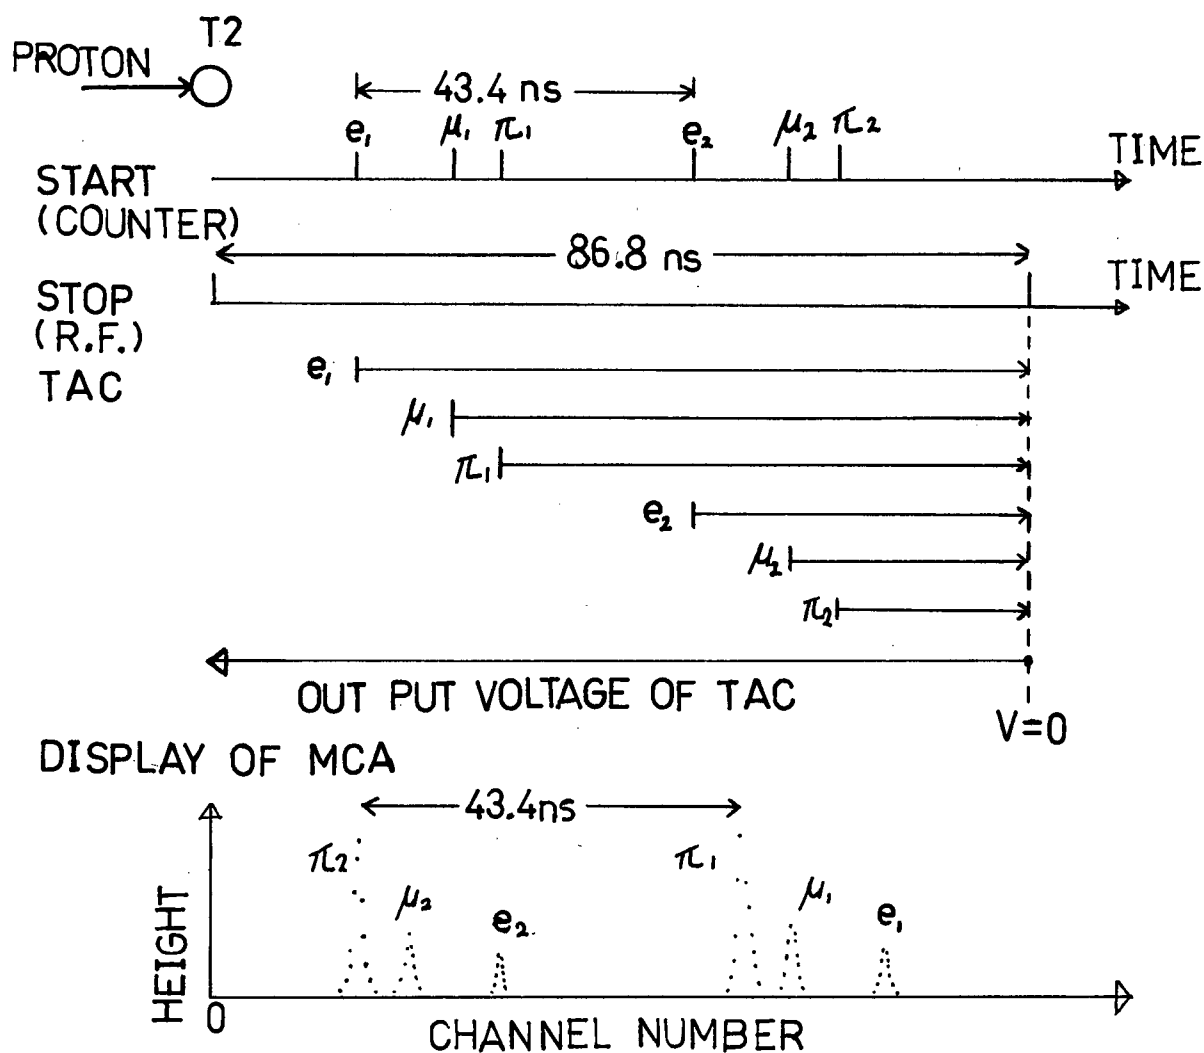 T2
PROTON
43.4 ns
e₁ μ₁ π₁ e₂ μ₂ π₂
TIME
START
(COUNTER)
86.8 ns
TIME
STOP
(R.F.)
TAC
e₁
μ₁
π₁
e₂
μ₂
π₂
OUT PUT VOLTAGE OF TAC
V=0
DISPLAY OF MCA
43.4ns
π₂ μ₂ e₂ π₁ μ₁ e₁
HEIGHT
0
CHANNEL NUMBER